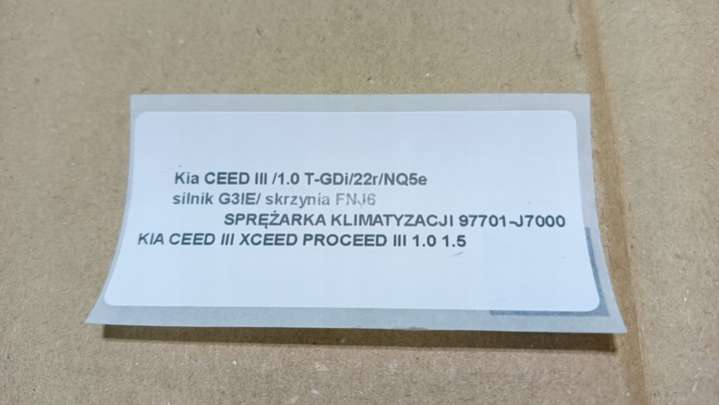 Kia CEED III /1.0 T-GDi/22r/NQ5e
silnik G3IE/ skrzynia FNJ6
SPRĘŻARKA KLIMATYZACJI 97701-J7000
KIA CEED III XCEED PROCEED III 1.0 1.5